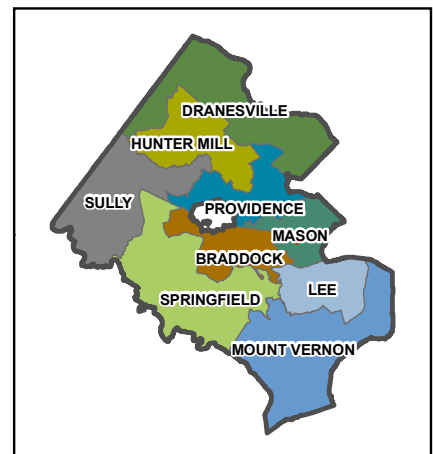 DRANESVILLE
HUNTER MILL
SULLY
PROVIDENCE
MASON
BRADDOCK
LEE
SPRINGFIELD
MOUNT VERNON